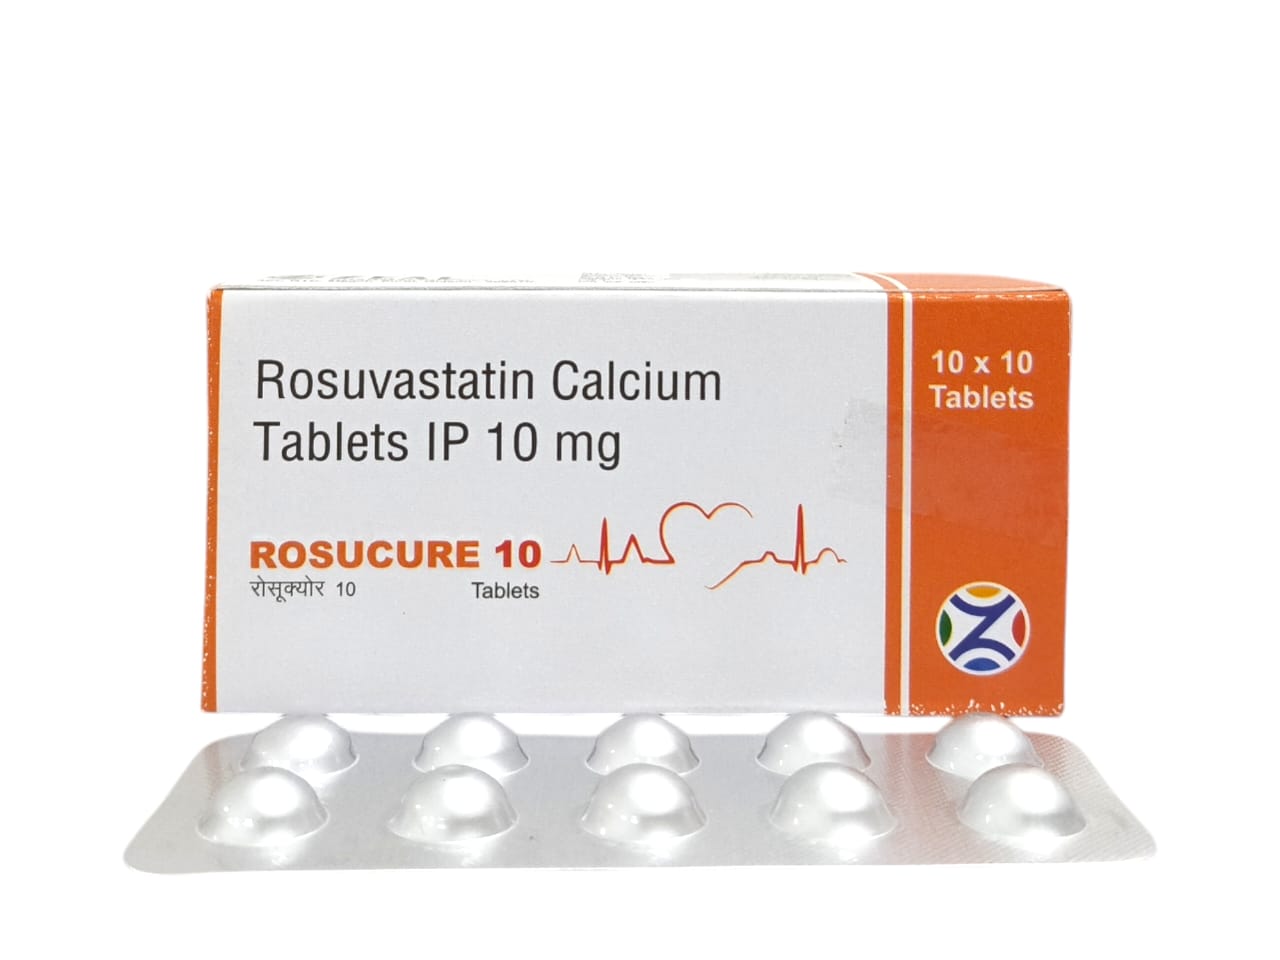 Rosuvastatin Calcium
Tablets IP 10 mg
ROSUCURE 10
रोसूक्योर 10 Tablets
10 x 10
Tablets